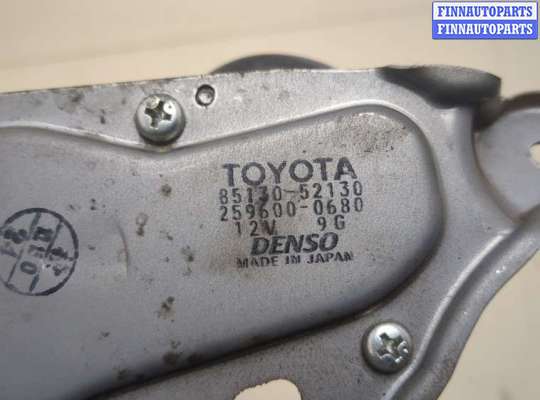 FINNAUTOPARTS
FINNAUTOPARTS
TOYOTA
85130-52130
259600-0680
12V 9G
DENSO
MADE IN JAPAN